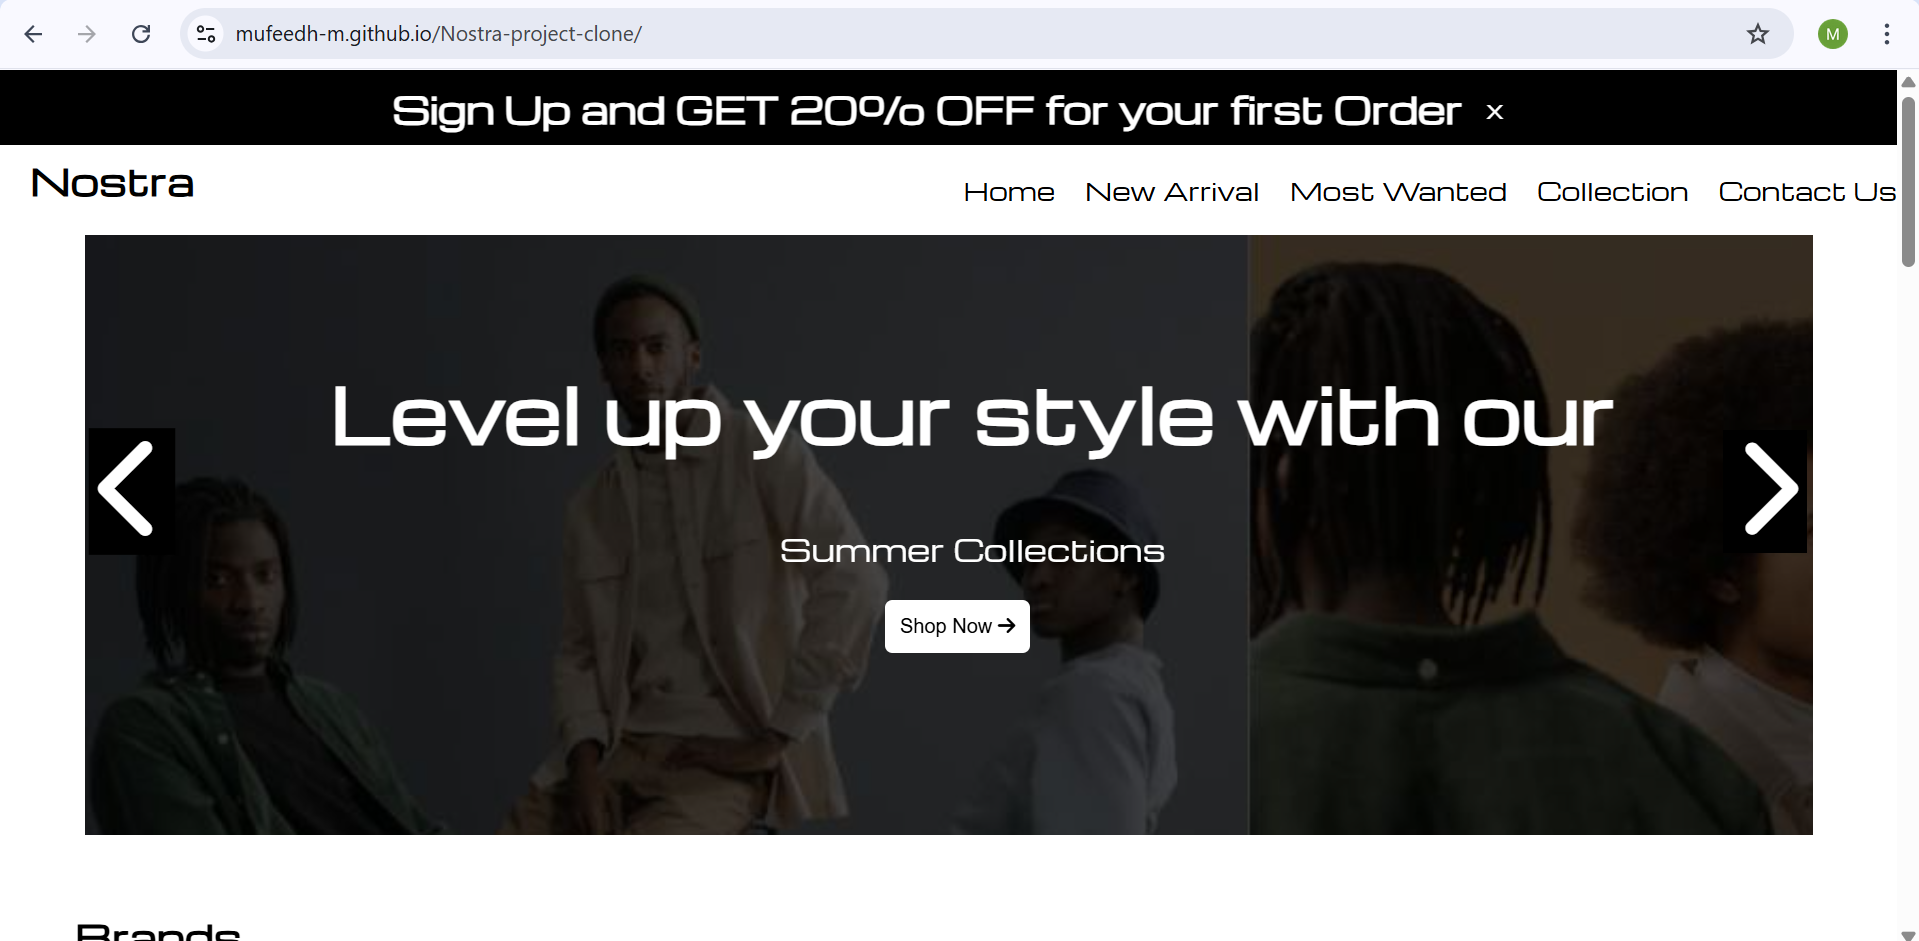 mufeedh-m.github.io/Nostra-project-clone/
M
Sign Up and GET 20% OFF for your first Order x
Nostra
Home New Arrival Most Wanted Collection Contact Us
Level up your style with our
Summer Collections
Shop Now →
Brands